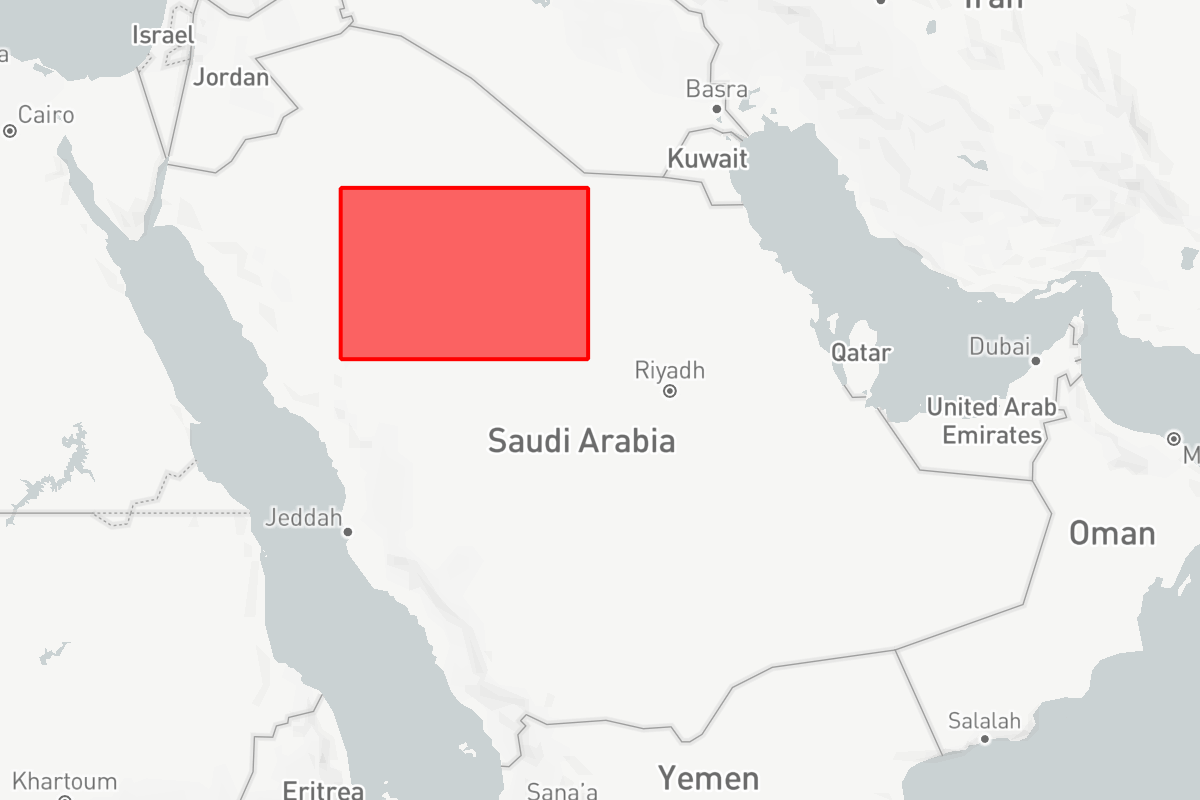 Iran
Israel
a
Jordan
Basra
Cairo
Kuwait
Qatar
Dubai
Riyadh
United Arab
Emirates
Saudi Arabia
M
Jeddah
Oman
Salalah
Khartoum
Yemen
Eritrea
Sana'a